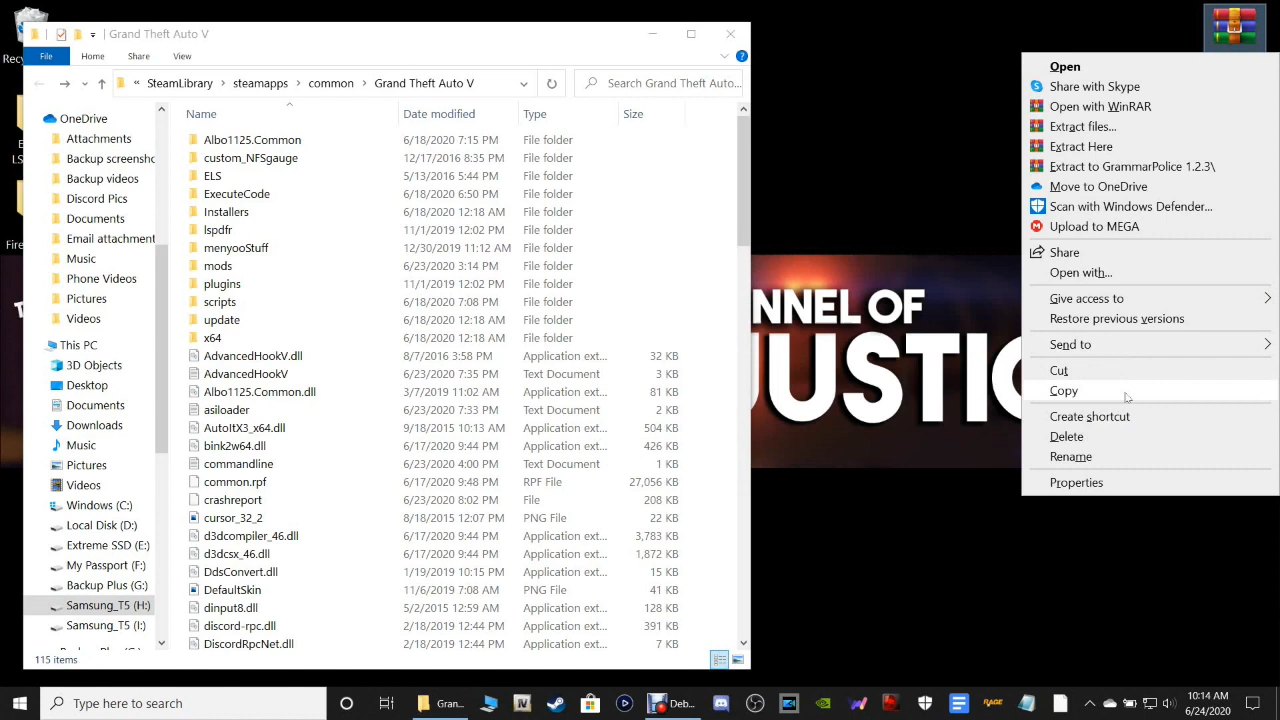 Recy
Grand Theft Auto V
File Home Share View
« SteamLibrary steamapps common Grand Theft Auto V
Search Grand Theft Auto...
Name Date modified Type Size
OneDrive
Attachments
Backup screensho
Backup videos
Discord Pics
Documents
Email attachment
Music
Phone Videos
Pictures
Videos
This PC
3D Objects
Desktop
Documents
Downloads
Music
Pictures
Videos
Windows (C:)
Local Disk (D:)
Extreme SSD (E:)
My Passport (F:)
Backup Plus (G:)
Samsung_T5 (H:)
Samsung_T5 (I:)
Albo1125.Common 6/18/2020 7:15 PM File folder
custom_NFSgauge 12/17/2016 8:35 PM File folder
ELS 5/13/2016 5:44 PM File folder
ExecuteCode 6/18/2020 6:50 PM File folder
Installers 6/18/2020 12:18 AM File folder
lspdfr 11/1/2019 12:02 PM File folder
menyooStuff 12/30/2019 11:12 AM File folder
mods 6/23/2020 3:14 PM File folder
plugins 11/1/2019 12:02 PM File folder
scripts 6/18/2020 7:08 PM File folder
update 6/18/2020 12:18 AM File folder
x64 6/18/2020 12:18 AM File folder
AdvancedHookV.dll 8/7/2016 3:58 PM Application ext... 32 KB
AdvancedHookV 6/23/2020 7:35 PM Text Document 3 KB
Albo1125.Common.dll 3/7/2019 11:02 AM Application ext... 81 KB
asiloader 6/23/2020 7:33 PM Text Document 2 KB
AutoItX3_x64.dll 9/18/2015 10:13 AM Application ext... 504 KB
bink2w64.dll 6/17/2020 9:44 PM Application ext... 426 KB
commandline 6/23/2020 4:00 PM Text Document 1 KB
common.rpf 6/17/2020 9:48 PM RPF File 27,056 KB
crashreport 6/23/2020 8:02 PM File 208 KB
cursor_32_2 8/18/2015 12:07 PM PNG File 22 KB
d3dcompiler_46.dll 6/17/2020 9:44 PM Application ext... 3,783 KB
d3dcsx_46.dll 6/17/2020 9:44 PM Application ext... 1,872 KB
DdsConvert.dll 1/19/2019 10:15 PM Application ext... 15 KB
DefaultSkin 11/6/2019 7:08 AM PNG File 41 KB
dinput8.dll 5/2/2015 12:59 AM Application ext... 128 KB
discord-rpc.dll 2/18/2019 12:44 PM Application ext... 391 KB
DiscordRpcNet.dll 2/18/2019 12:44 PM Application ext... 7 KB
115 items
E
LS
Fire
NNEL OF
JUSTIC
Open
Share with Skype
Open with WinRAR
Extract files...
Extract Here
Extract to GrammarPolice 1.2.3\
Move to OneDrive
Scan with Windows Defender...
Upload to MEGA
Share
Open with...
Give access to
Restore previous versions
Send to
Cut
Copy
Create shortcut
Delete
Rename
Properties
Type here to search
Gran...
IV
Deb...
RAGE
10:14 AM
6/24/2020